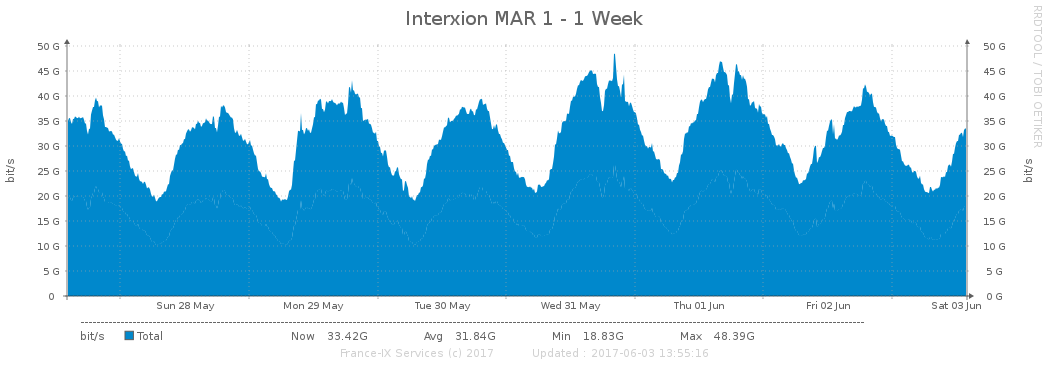 Interxion MAR 1 - 1 Week
RRDTOOL / TOBI OETIKER
bit/s
50 G 50 G
45 G 45 G
40 G 40 G
35 G 35 G
30 G 30 G
25 G 25 G
20 G 20 G
15 G 15 G
10 G 10 G
5 G 5 G
0 0 G
bit/s
Sun 28 May Mon 29 May Tue 30 May Wed 31 May Thu 01 Jun Fri 02 Jun Sat 03 Jun
bit/s Total Now 33.42G Avg 31.84G Min 18.83G Max 48.39G
France-IX Services (c) 2017 Updated : 2017-06-03 13:55:16